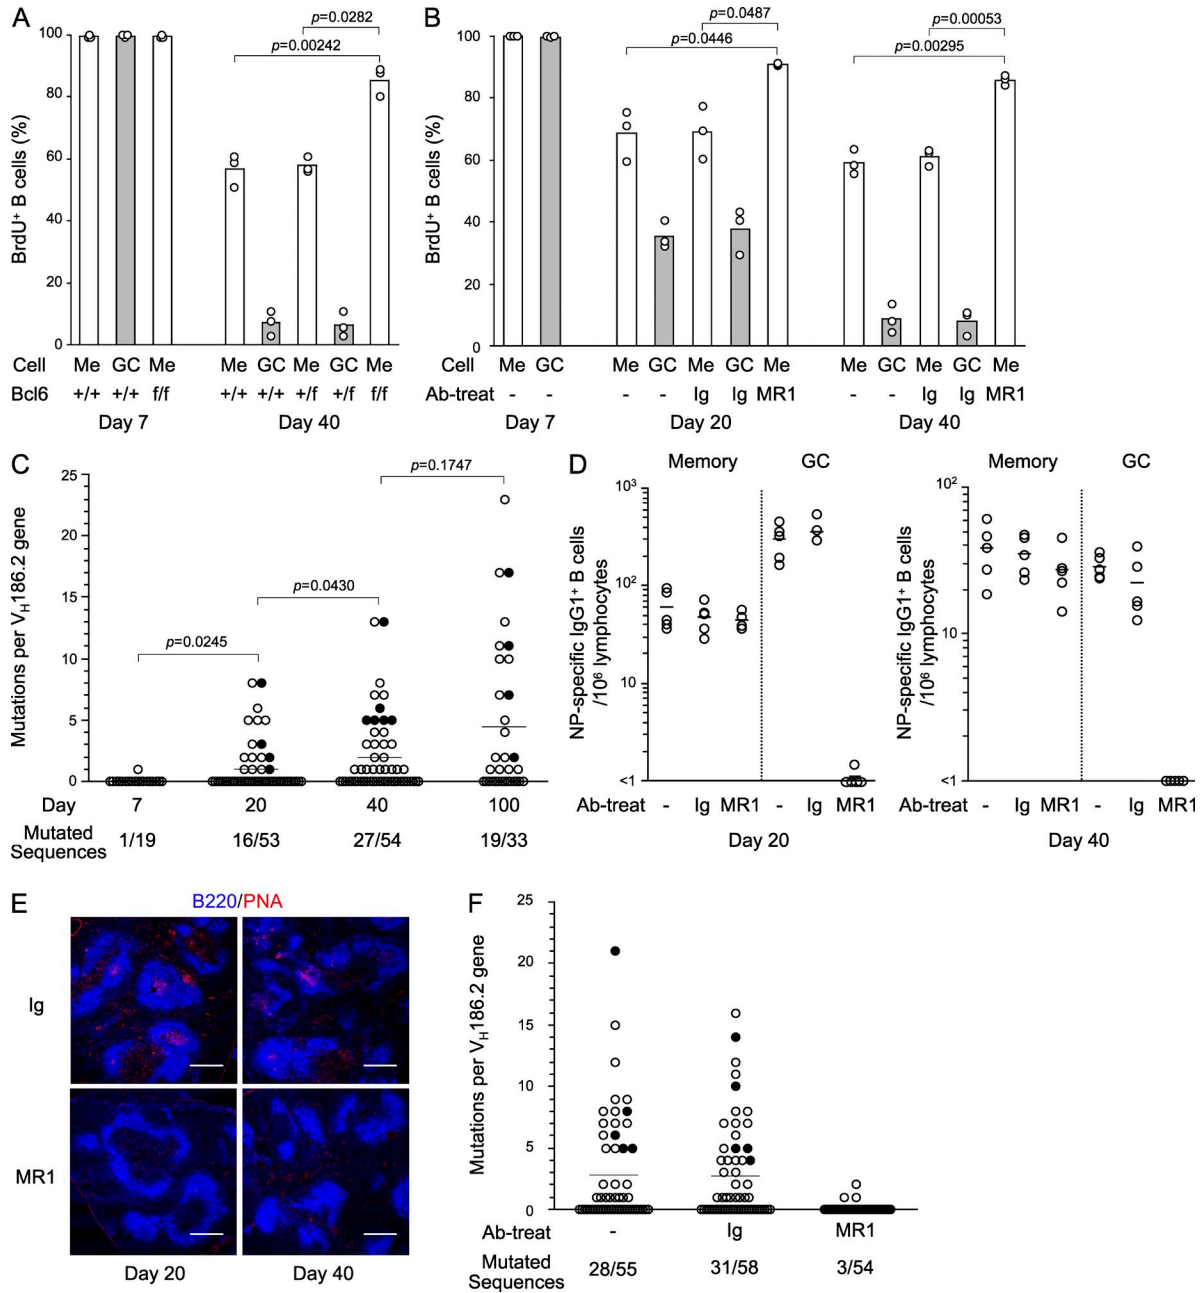 A
p=0.0282
p=0.00242
BrdU+ B cells (%)
100
80
60
40
20
0
Cell Me GC Me Me GC Me GC Me
Bcl6 +/+ +/+ f/f +/+ +/+ +/f +/f f/f
Day 7 Day 40
B
p=0.0487
p=0.0446
p=0.00053
p=0.00295
BrdU+ B cells (%)
100
80
60
40
20
0
Cell Me GC Me GC Me GC Me Me GC Me GC Me
Ab-treat - - - - Ig Ig MR1 - - Ig Ig MR1
Day 7 Day 20 Day 40
C
p=0.1747
p=0.0430
p=0.0245
Mutations per VH186.2 gene
25
20
15
10
5
0
Day 7 20 40 100
Mutated
Sequences 1/19 16/53 27/54 19/33
D
Memory GC
NP-specific IgG1+ B cells
/10⁶ lymphocytes
10³
10²
10
<1
Ab-treat - Ig MR1 - Ig MR1
Day 20
Memory GC
NP-specific IgG1+ B cells
/10⁶ lymphocytes
10²
10
<1
Ab-treat - Ig MR1 - Ig MR1
Day 40
E
B220/PNA
Ig
MR1
Day 20 Day 40
F
Mutations per VH186.2 gene
25
20
15
10
5
0
Ab-treat - Ig MR1
Mutated
Sequences 28/55 31/58 3/54